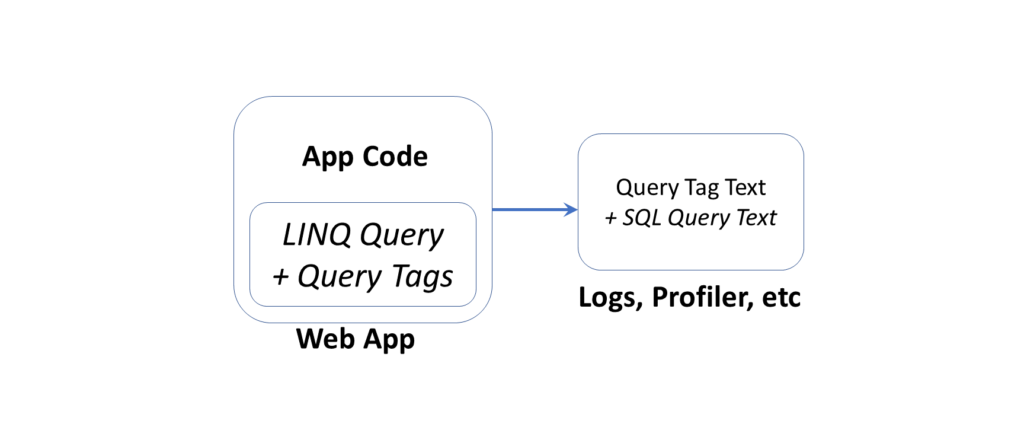 App Code
LINQ Query
+ Query Tags
Web App
Query Tag Text
+ SQL Query Text
Logs, Profiler, etc